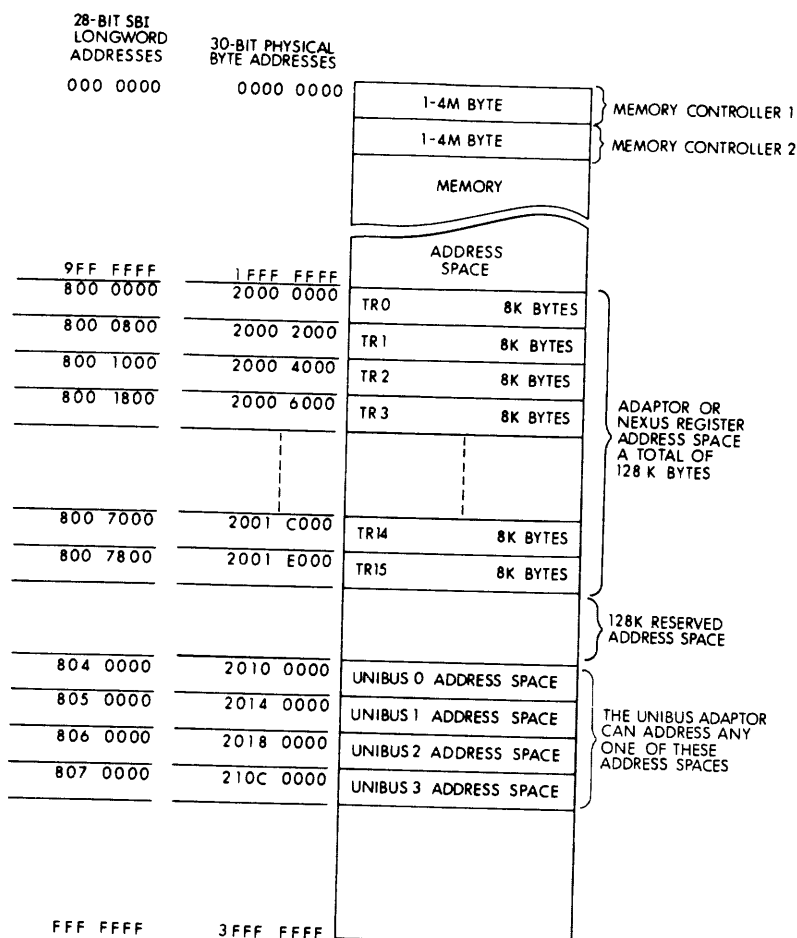 28-BIT SBI
LONGWORD
ADDRESSES
30-BIT PHYSICAL
BYTE ADDRESSES
000 0000 0000 0000
1-4M BYTE MEMORY CONTROLLER 1
1-4M BYTE MEMORY CONTROLLER 2
MEMORY
ADDRESS
SPACE
9FF FFFF 1FFF FFFF
800 0000 2000 0000 TR0 8K BYTES
800 0800 2000 2000 TR1 8K BYTES
800 1000 2000 4000 TR2 8K BYTES
800 1800 2000 6000 TR3 8K BYTES
ADAPTOR OR
NEXUS REGISTER
ADDRESS SPACE
A TOTAL OF
128 K BYTES
800 7000 2001 C000 TR14 8K BYTES
800 7800 2001 E000 TR15 8K BYTES
128K RESERVED
ADDRESS SPACE
804 0000 2010 0000 UNIBUS 0 ADDRESS SPACE
805 0000 2014 0000 UNIBUS 1 ADDRESS SPACE
806 0000 2018 0000 UNIBUS 2 ADDRESS SPACE
807 0000 210C 0000 UNIBUS 3 ADDRESS SPACE
THE UNIBUS ADAPTOR
CAN ADDRESS ANY
ONE OF THESE
ADDRESS SPACES
FFF FFFF 3FFF FFFF